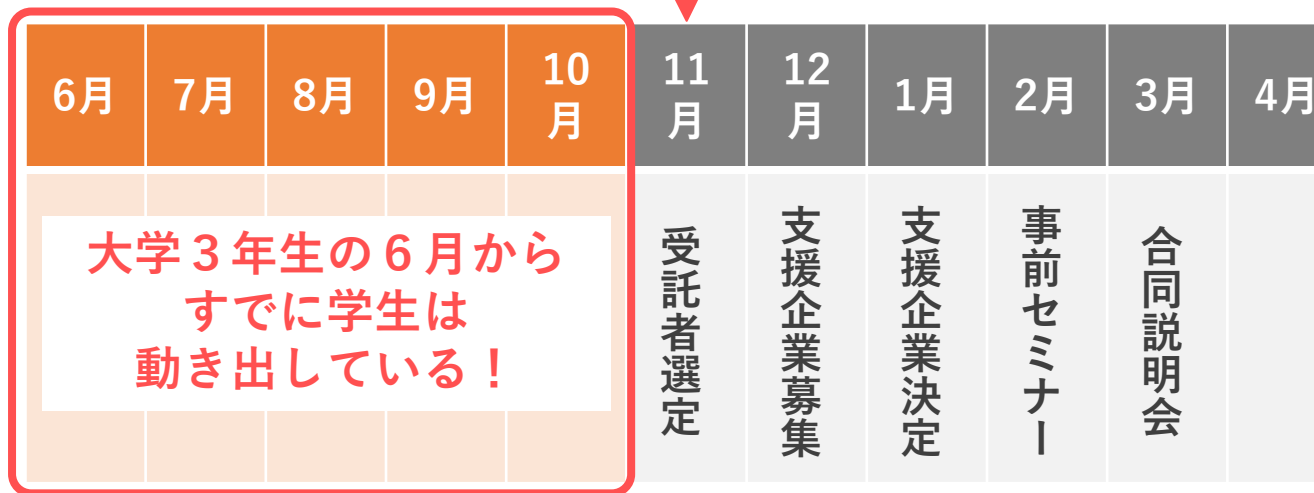 6月
7月
8月
9月
10
月
11
月
12
月
1月
2月
3月
4月
大学３年生の６月から
すでに学生は
動き出している！
受託者選定
支援企業募集
支援企業決定
事前セミナー
合同説明会